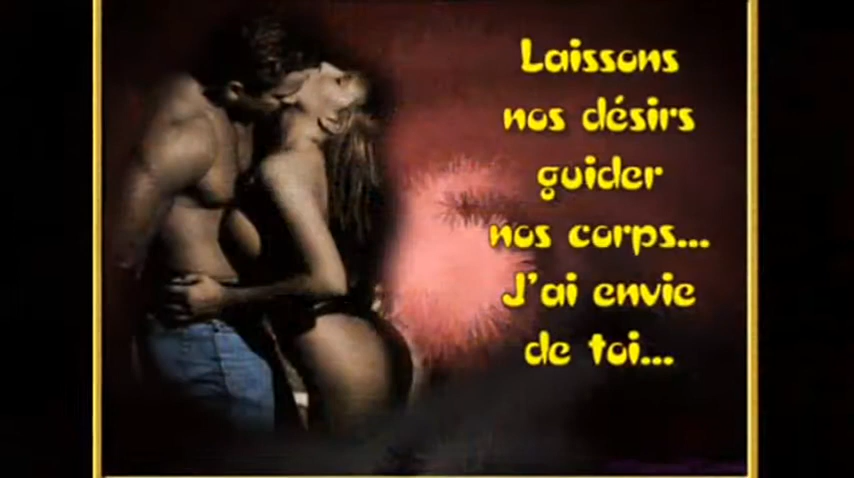 Laissons
nos désirs
guider
nos corps...
J'ai envie
de toi...